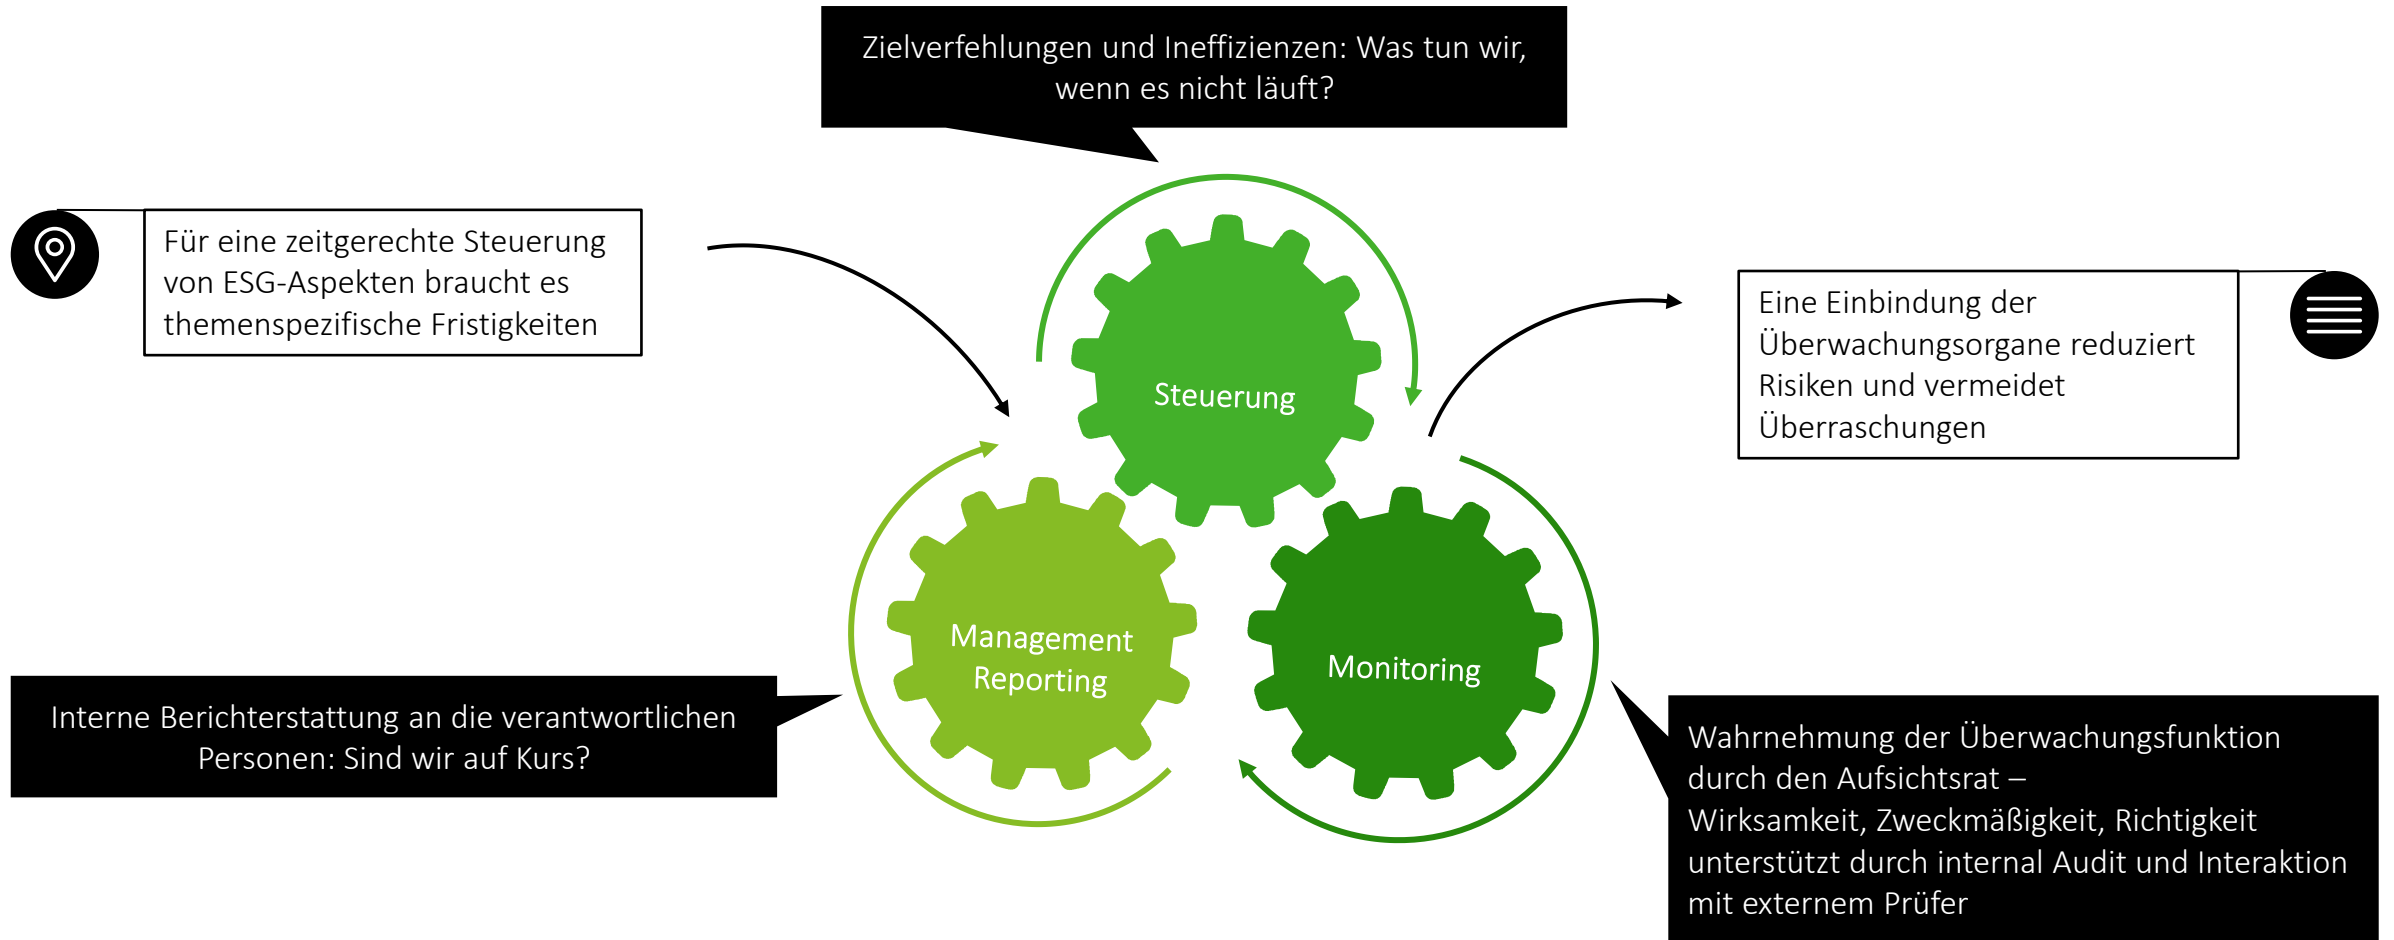 Zielverfehlungen und Ineffizienzen: Was tun wir,
wenn es nicht läuft?
Für eine zeitgerechte Steuerung
von ESG-Aspekten braucht es
themenspezifische Fristigkeiten
Eine Einbindung der
Überwachungsorgane reduziert
Risiken und vermeidet
Überraschungen
Steuerung
Management
Reporting
Monitoring
Interne Berichterstattung an die verantwortlichen
Personen: Sind wir auf Kurs?
Wahrnehmung der Überwachungsfunktion
durch den Aufsichtsrat –
Wirksamkeit, Zweckmäßigkeit, Richtigkeit
unterstützt durch internal Audit und Interaktion
mit externem Prüfer